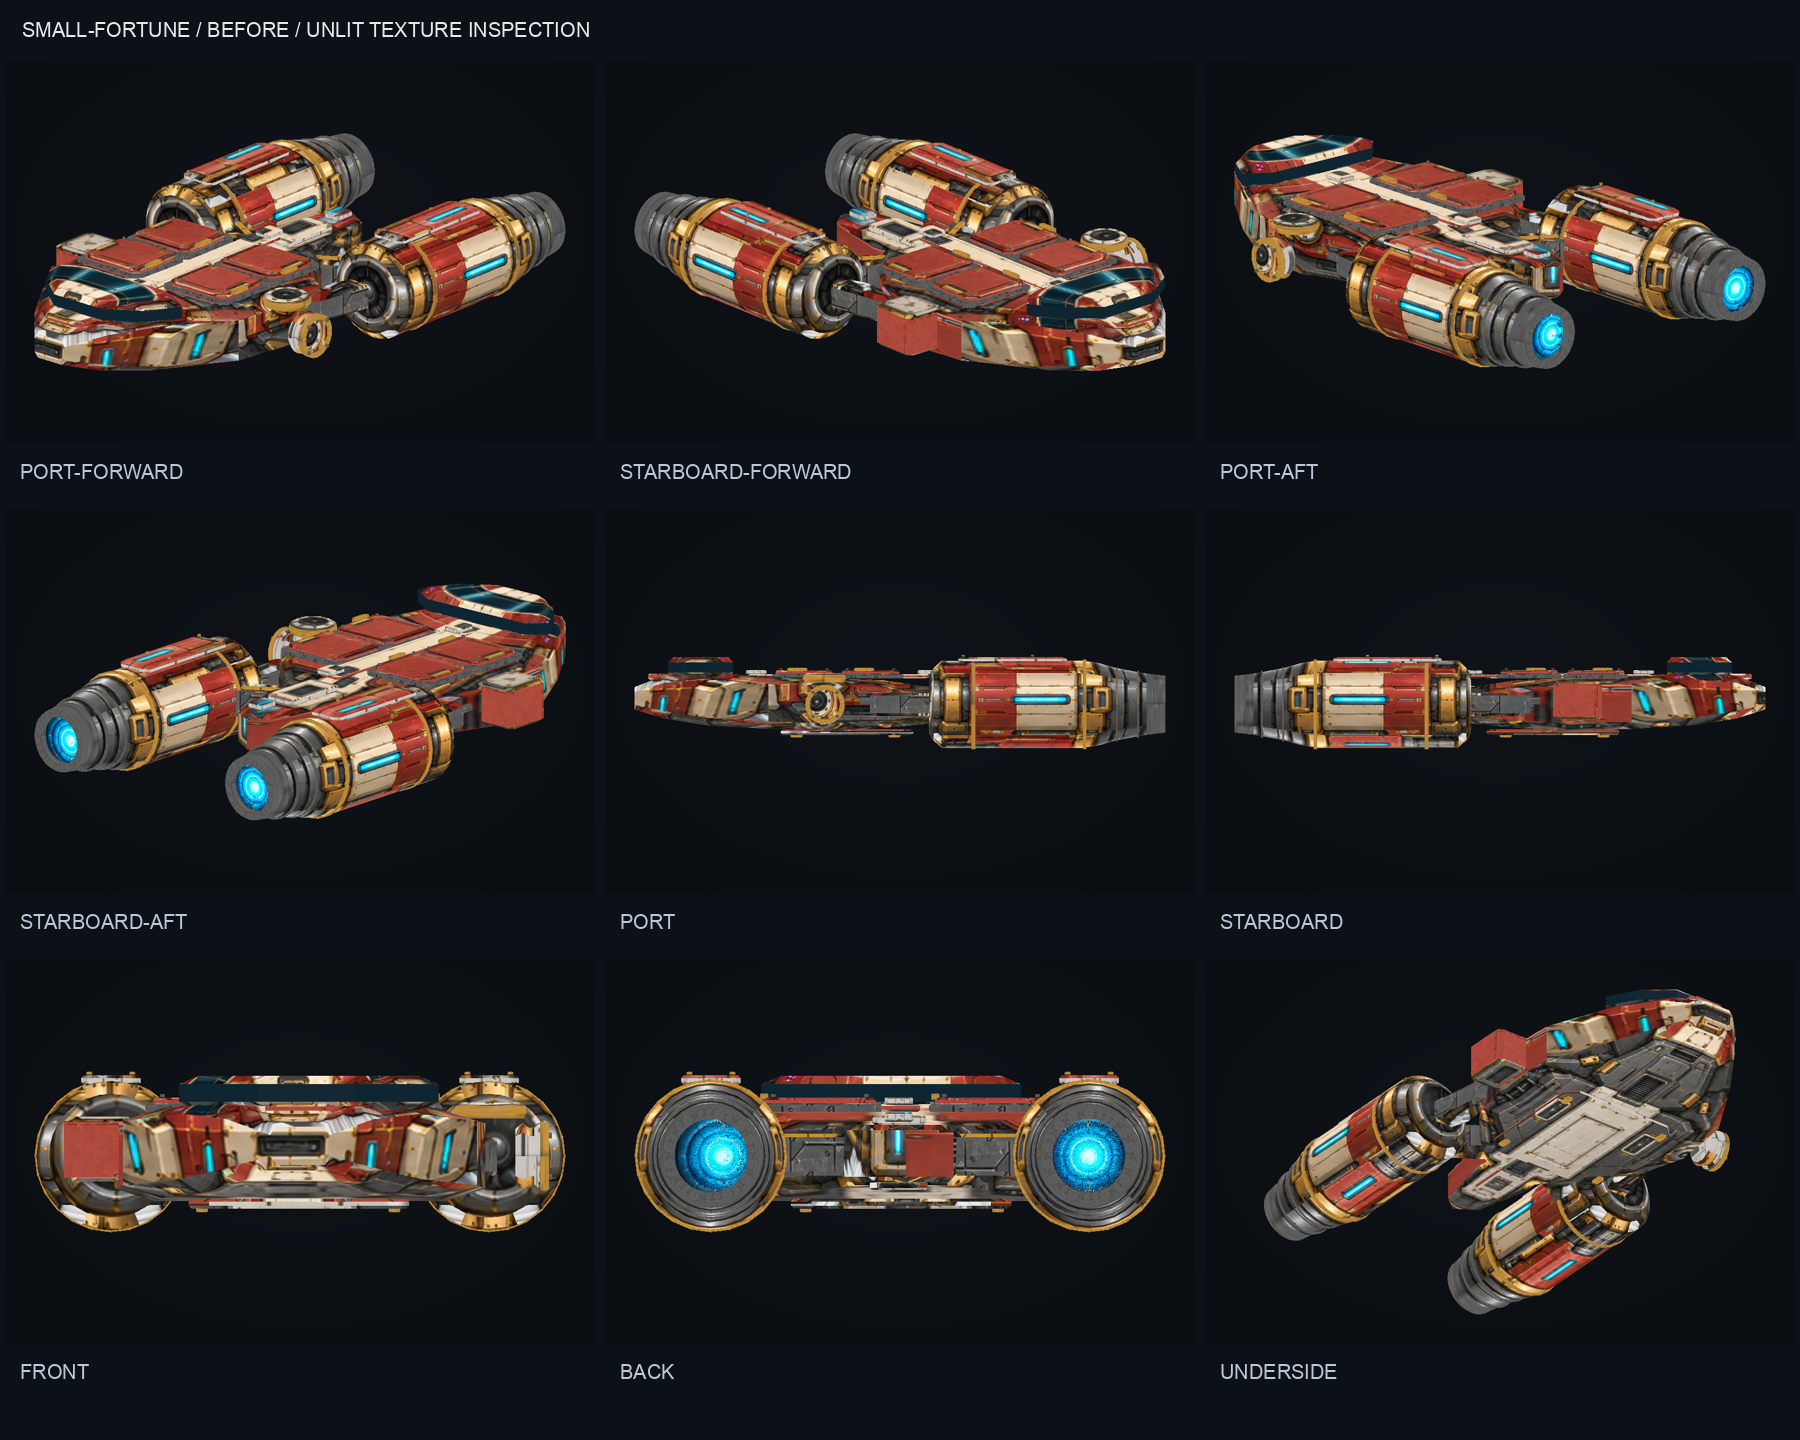 SMALL-FORTUNE / BEFORE / UNLIT TEXTURE INSPECTION
PORT-FORWARD
STARBOARD-FORWARD
PORT-AFT
STARBOARD-AFT
PORT
STARBOARD
FRONT
BACK
UNDERSIDE